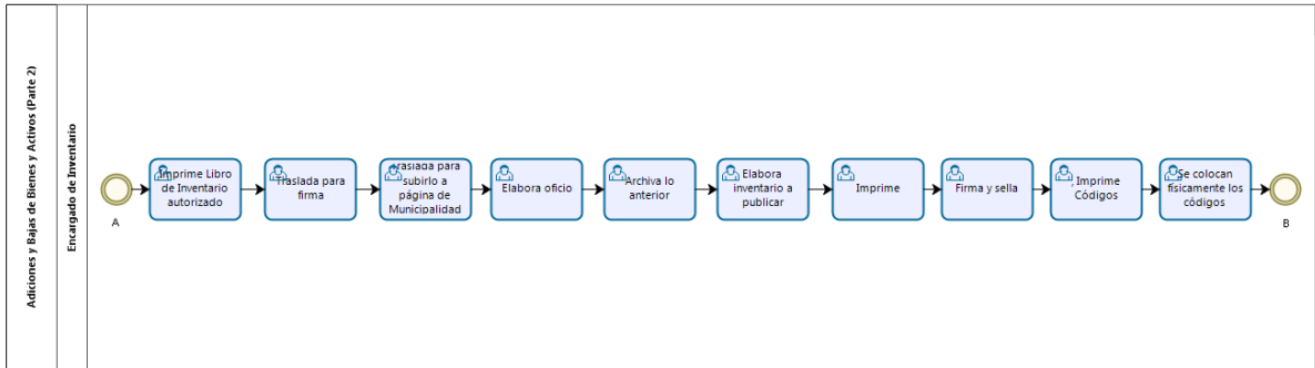 Adiciones y Bajas de Bienes y Activos (Parte 2)
Encargado de Inventario
A
Imprime Libro
de Inventario
autorizado
Traslada para
firma
Traslada para
subirlo a
página de
Municipalidad
Elabora oficio
Archiva lo
anterior
Elabora
inventario a
publicar
Imprime
Firma y sella
Imprime
Códigos
Se colocan
físicamente los
códigos
B